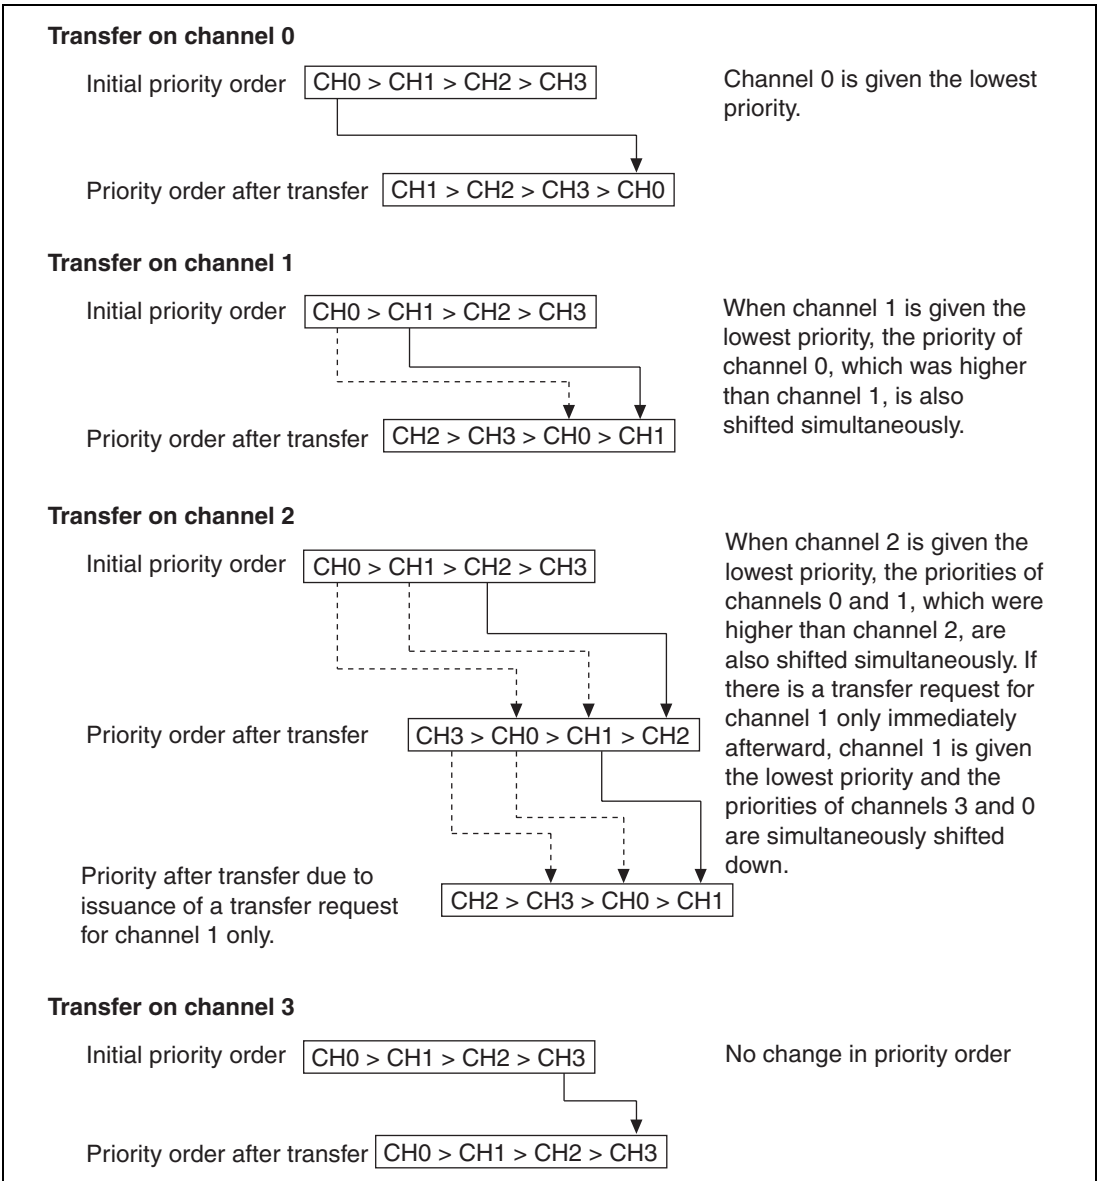 Transfer on channel 0
Initial priority order
CH0 > CH1 > CH2 > CH3
Channel 0 is given the lowest
priority.
Priority order after transfer
CH1 > CH2 > CH3 > CH0
Transfer on channel 1
Initial priority order
CH0 > CH1 > CH2 > CH3
When channel 1 is given the
lowest priority, the priority of
channel 0, which was higher
than channel 1, is also
shifted simultaneously.
Priority order after transfer
CH2 > CH3 > CH0 > CH1
Transfer on channel 2
Initial priority order
CH0 > CH1 > CH2 > CH3
When channel 2 is given the
lowest priority, the priorities of
channels 0 and 1, which were
higher than channel 2, are
also shifted simultaneously. If
there is a transfer request for
channel 1 only immediately
afterward, channel 1 is given
the lowest priority and the
priorities of channels 3 and 0
are simultaneously shifted
down.
Priority order after transfer
CH3 > CH0 > CH1 > CH2
Priority after transfer due to
issuance of a transfer request
for channel 1 only.
CH2 > CH3 > CH0 > CH1
Transfer on channel 3
Initial priority order
CH0 > CH1 > CH2 > CH3
No change in priority order
Priority order after transfer
CH0 > CH1 > CH2 > CH3